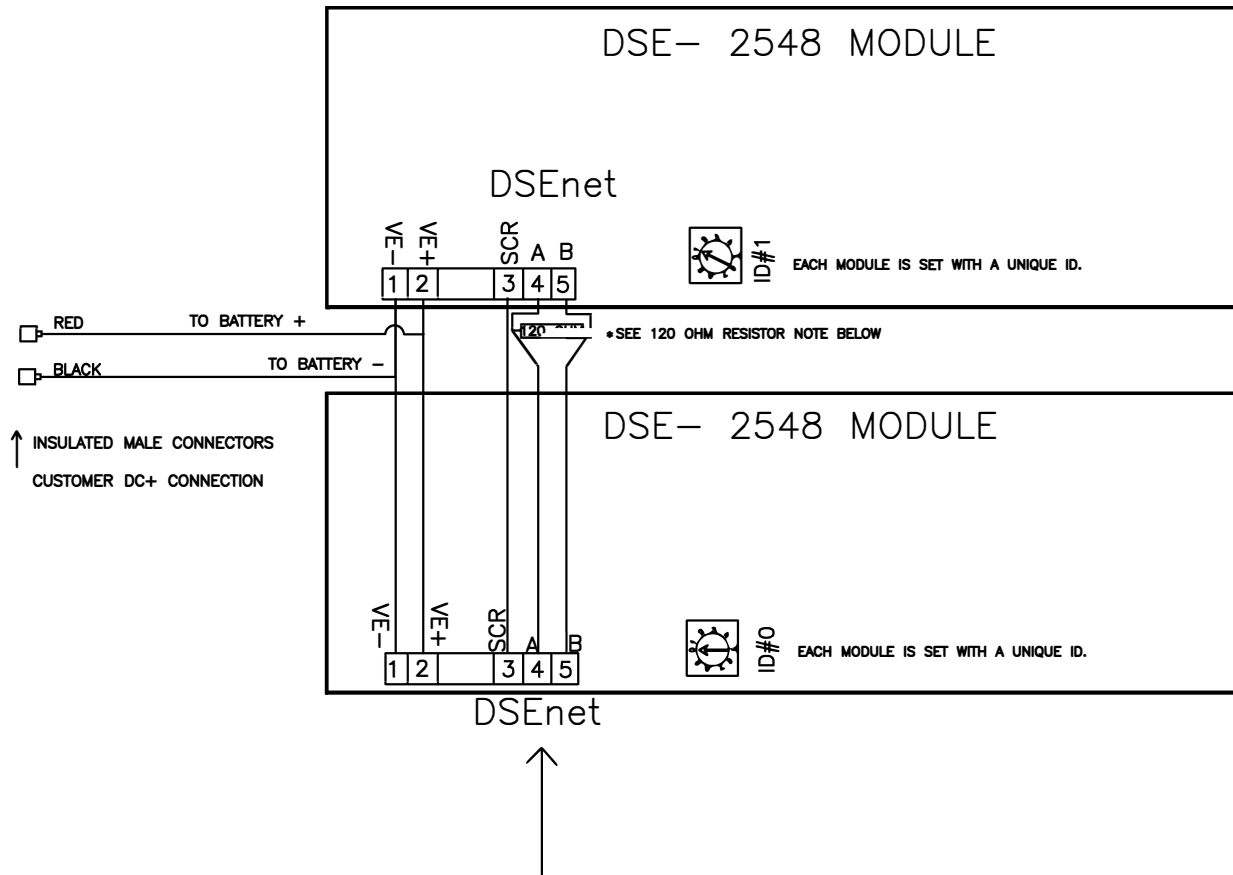 DSE- 2548 MODULE
DSEnet
VE-
VE+
SCR
A
B
1
2
3
4
5
ID#1
EACH MODULE IS SET WITH A UNIQUE ID.
RED
TO BATTERY +
120 OHM
*SEE 120 OHM RESISTOR NOTE BELOW
BLACK
TO BATTERY -
INSULATED MALE CONNECTORS
CUSTOMER DC+ CONNECTION
DSE- 2548 MODULE
VE-
VE+
SCR
A
B
1
2
3
4
5
ID#0
EACH MODULE IS SET WITH A UNIQUE ID.
DSEnet